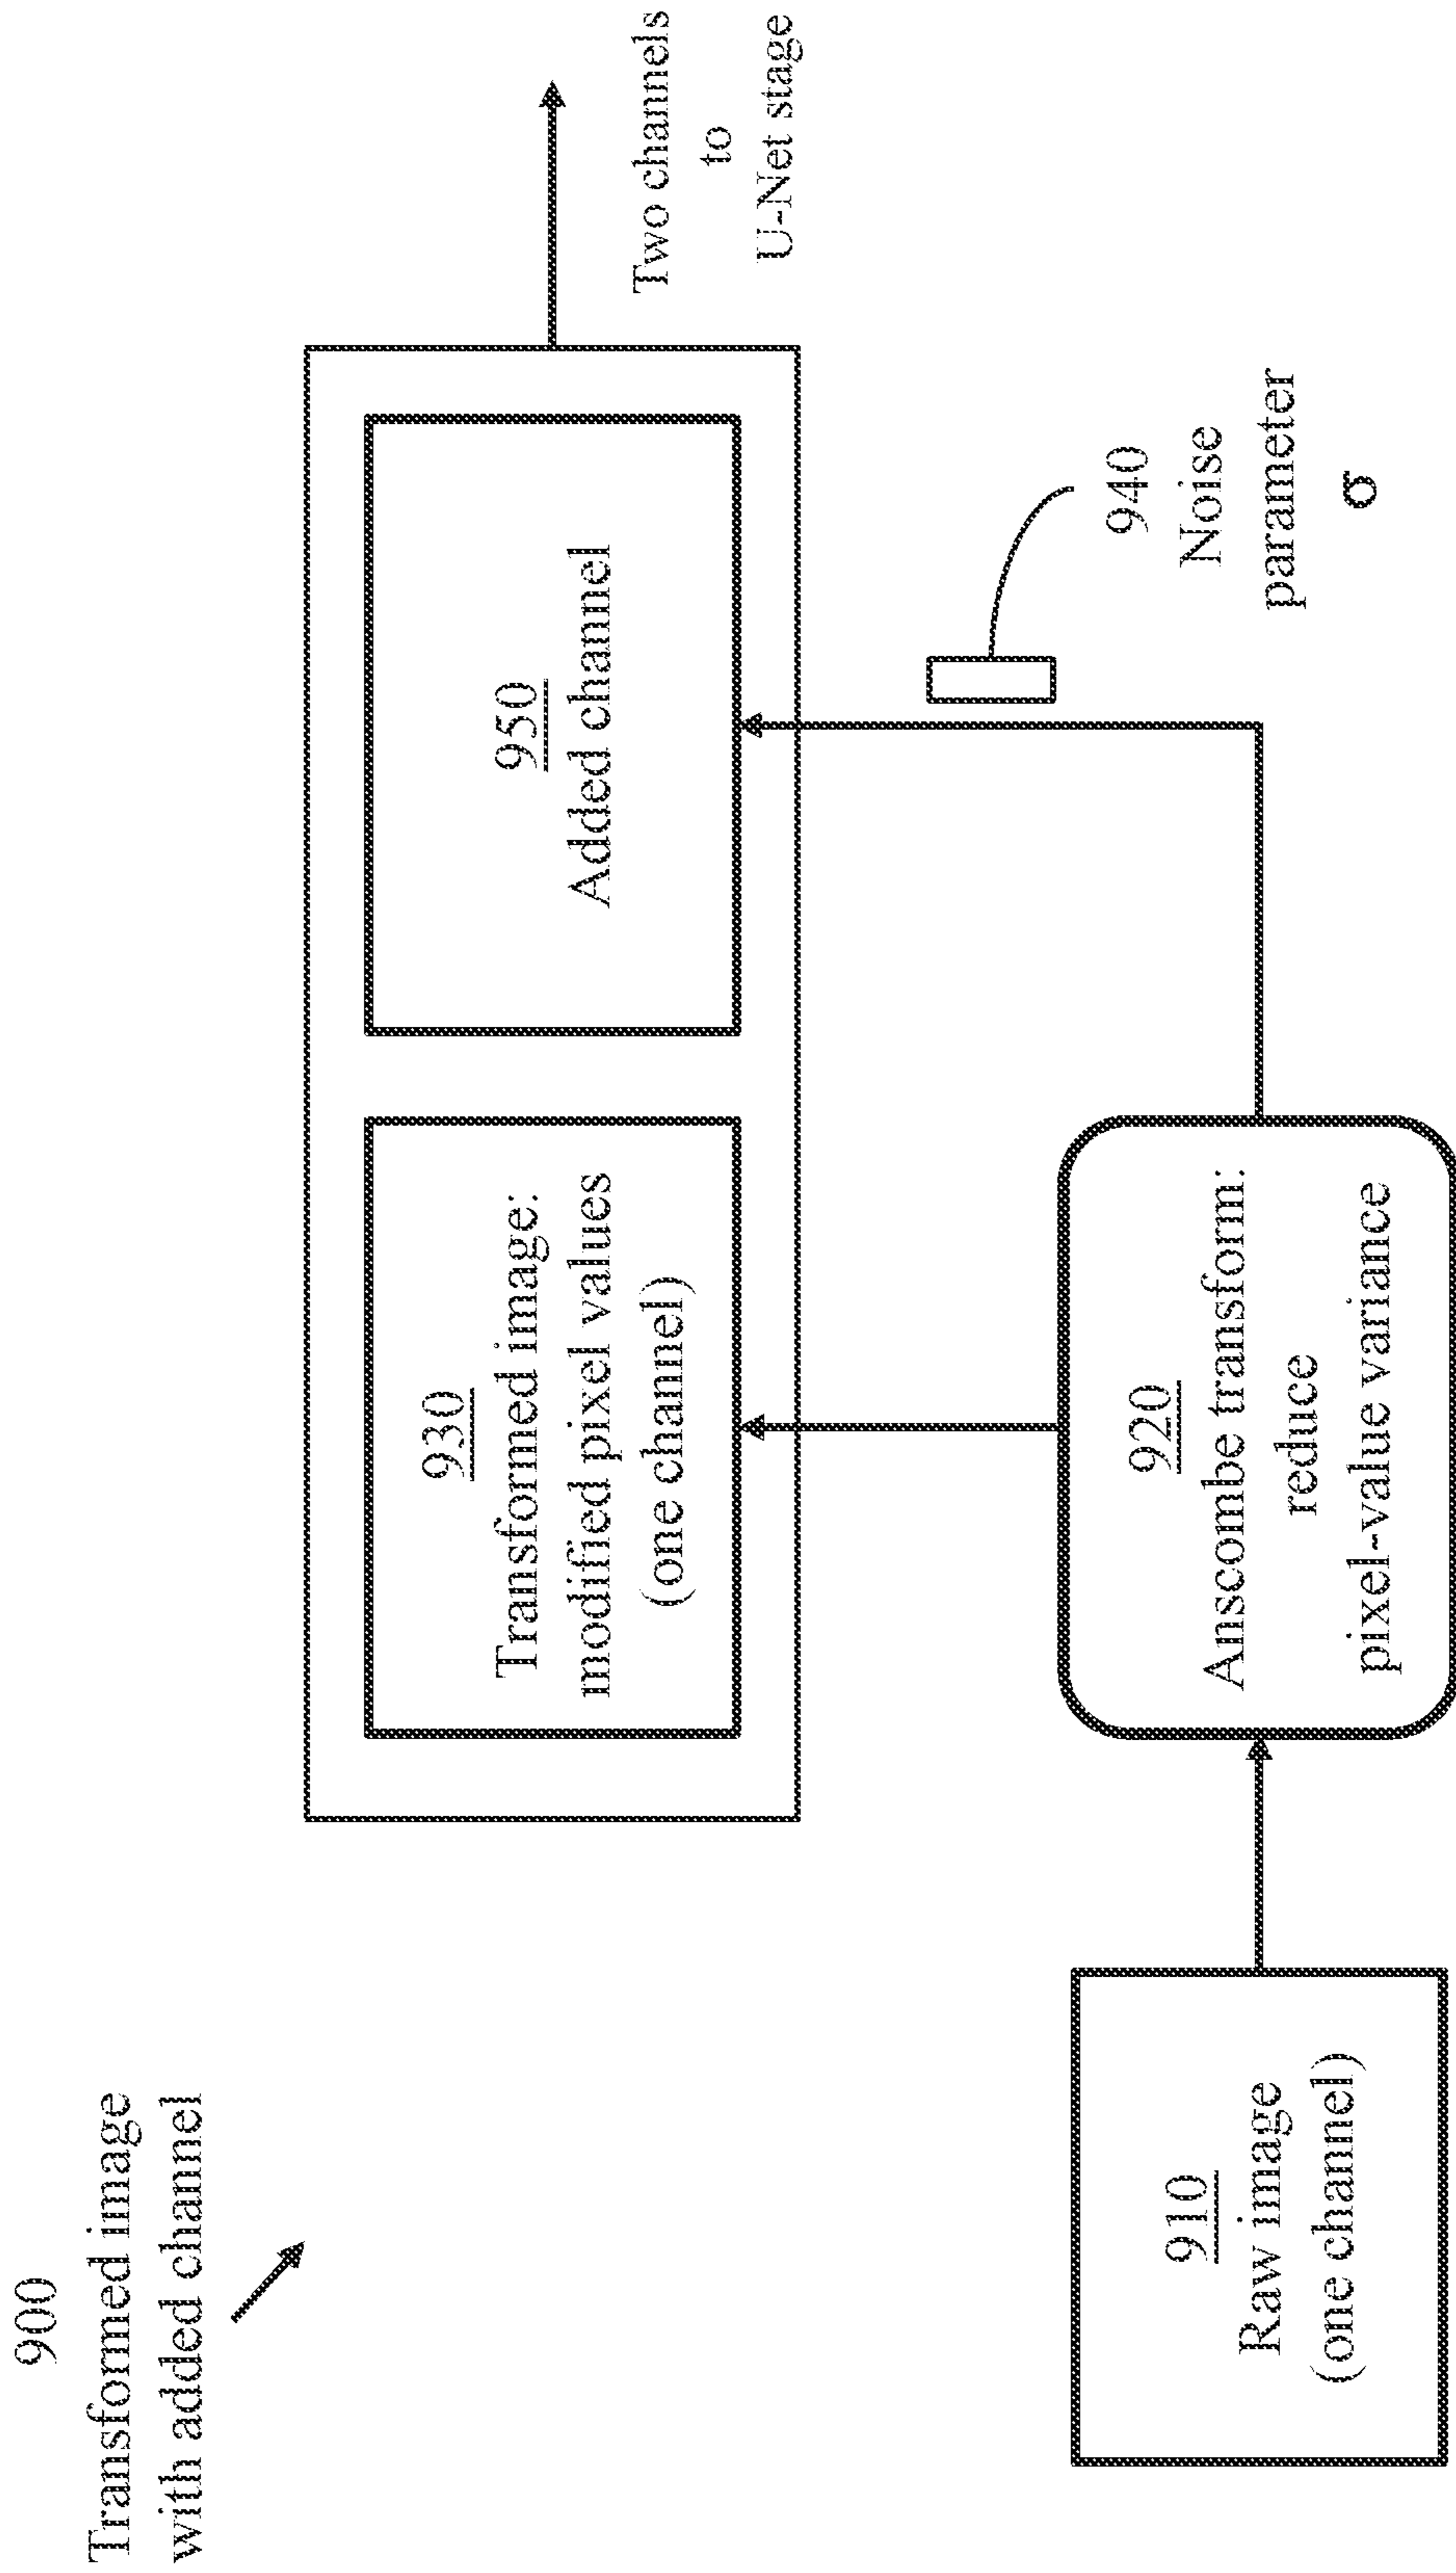 900
Transformed image
with added channel
930
Transformed image:
modified pixel values
(one channel)
950
Added channel
Two channels
to
U-Net stage
910
Raw image
(one channel)
920
Anscombe transform:
reduce
pixel-value variance
940
Noise
parameter
σ